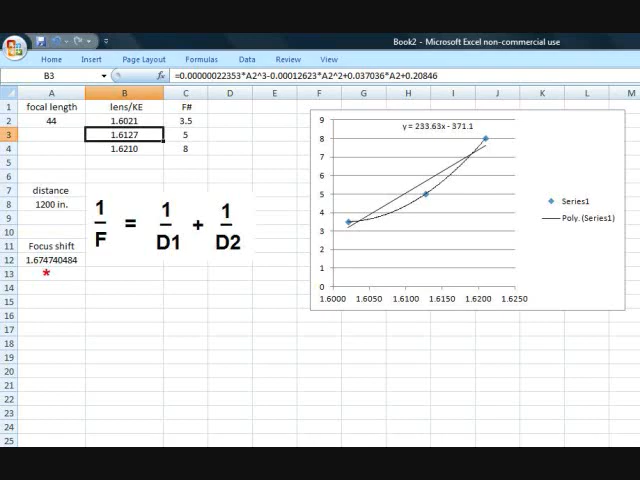 Book2 - Microsoft Excel non-commercial use
Home Insert Page Layout Formulas Data Review View
B3 fx =0.00000022353*A2^3-0.00012623*A2^2+0.037036*A2+0.20846
A B C D E F G H I J K L M
1 focal length lens/KE F#
2 44 1.6021 3.5
3 1.6127 5
4 1.6210 8
5
6
7 distance
8 1200 in.
9
10
11 Focus shift
12 1.674740484
13 *
14
15
16
17
18
19
20
21
22
23
24
25
1/F = 1/D1 + 1/D2
y = 233.63x - 371.1
9
8
7
6
5
4
3
2
1
0
1.6000 1.6050 1.6100 1.6150 1.6200 1.6250
Series1
Poly. (Series1)